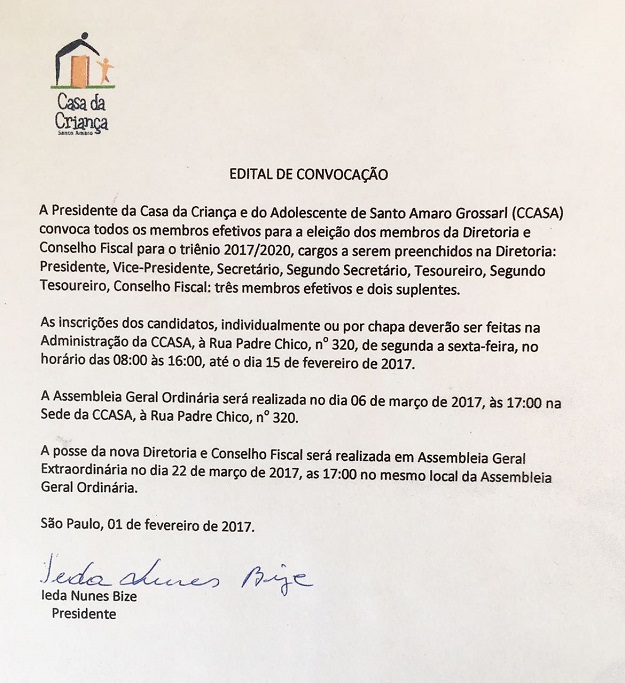 Casa da
Criança
Santo Amaro
EDITAL DE CONVOCAÇÃO
A Presidente da Casa da Criança e do Adolescente de Santo Amaro Grossarl (CCASA)
convoca todos os membros efetivos para a eleição dos membros da Diretoria e
Conselho Fiscal para o triênio 2017/2020, cargos a serem preenchidos na Diretoria:
Presidente, Vice-Presidente, Secretário, Segundo Secretário, Tesoureiro, Segundo
Tesoureiro, Conselho Fiscal: três membros efetivos e dois suplentes.
As inscrições dos candidatos, individualmente ou por chapa deverão ser feitas na
Administração da CCASA, à Rua Padre Chico, n° 320, de segunda a sexta-feira, no
horário das 08:00 às 16:00, até o dia 15 de fevereiro de 2017.
A Assembleia Geral Ordinária será realizada no dia 06 de março de 2017, às 17:00 na
Sede da CCASA, à Rua Padre Chico, n° 320.
A posse da nova Diretoria e Conselho Fiscal será realizada em Assembleia Geral
Extraordinária no dia 22 de março de 2017, as 17:00 no mesmo local da Assembleia
Geral Ordinária.
São Paulo, 01 de fevereiro de 2017.
Ieda Nunes Bize
Ieda Nunes Bize
Presidente